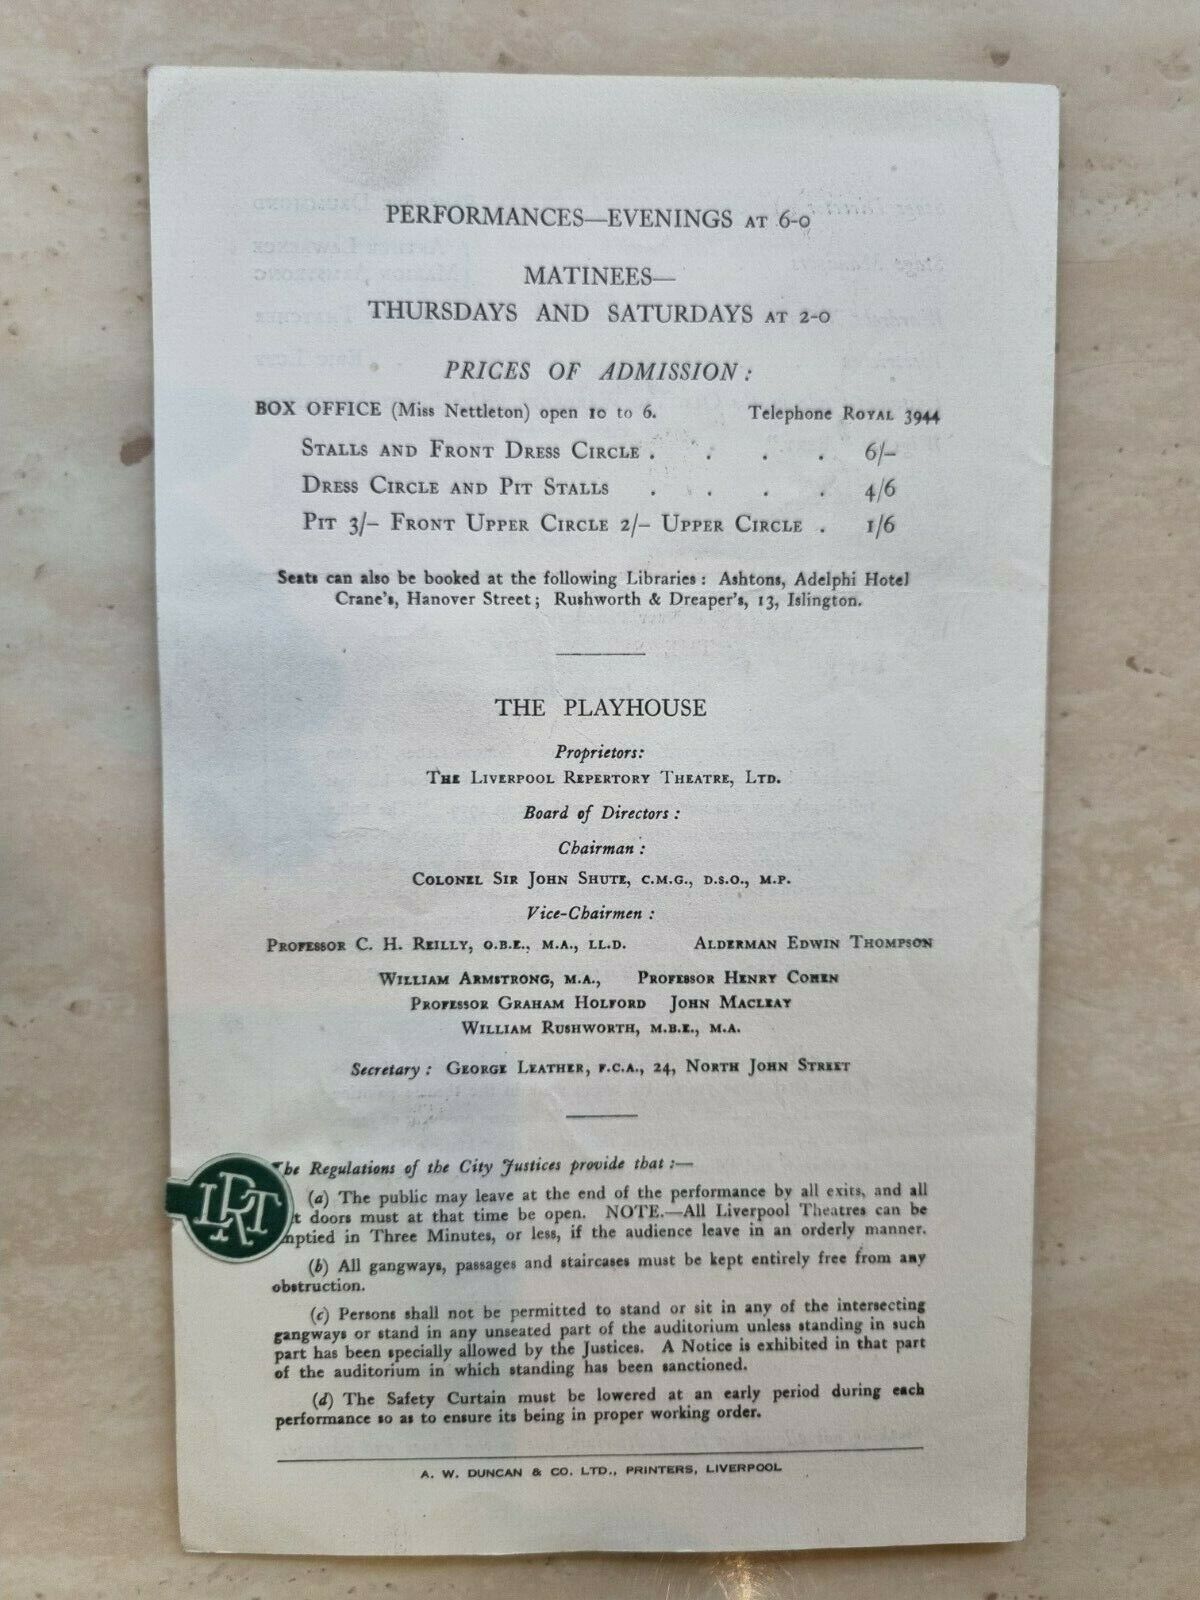 PERFORMANCES—EVENINGS AT 6-0
MATINEES—
THURSDAYS AND SATURDAYS AT 2-0
PRICES OF ADMISSION:
BOX OFFICE (Miss Nettleton) open 10 to 6. Telephone ROYAL 3944
STALLS AND FRONT DRESS CIRCLE . . . . 6/-
DRESS CIRCLE AND PIT STALLS . . . . 4/6
PIT 3/- FRONT UPPER CIRCLE 2/- UPPER CIRCLE . 1/6
Seats can also be booked at the following Libraries: Ashtons, Adelphi Hotel
Crane's, Hanover Street; Rushworth & Dreaper's, 13, Islington.
THE PLAYHOUSE
Proprietors:
THE LIVERPOOL REPERTORY THEATRE, LTD.
Board of Directors:
Chairman:
COLONEL SIR JOHN SHUTE, C.M.G., D.S.O., M.P.
Vice-Chairmen:
PROFESSOR C. H. REILLY, O.B.E., M.A., LL.D. ALDERMAN EDWIN THOMPSON
WILLIAM ARMSTRONG, M.A., PROFESSOR HENRY COHEN
PROFESSOR GRAHAM HOLFORD JOHN MACLEAY
WILLIAM RUSHWORTH, M.B.E., M.A.
Secretary: GEORGE LEATHER, F.C.A., 24, NORTH JOHN STREET
The Regulations of the City Justices provide that:—
(a) The public may leave at the end of the performance by all exits, and all
doors must at that time be open. NOTE.—All Liverpool Theatres can be
mptied in Three Minutes, or less, if the audience leave in an orderly manner.
(b) All gangways, passages and staircases must be kept entirely free from any
obstruction.
(c) Persons shall not be permitted to stand or sit in any of the intersecting
gangways or stand in any unseated part of the auditorium unless standing in such
part has been specially allowed by the Justices. A Notice is exhibited in that part
of the auditorium in which standing has been sanctioned.
(d) The Safety Curtain must be lowered at an early period during each
performance so as to ensure its being in proper working order.
LRT
A. W. DUNCAN & CO. LTD., PRINTERS, LIVERPOOL